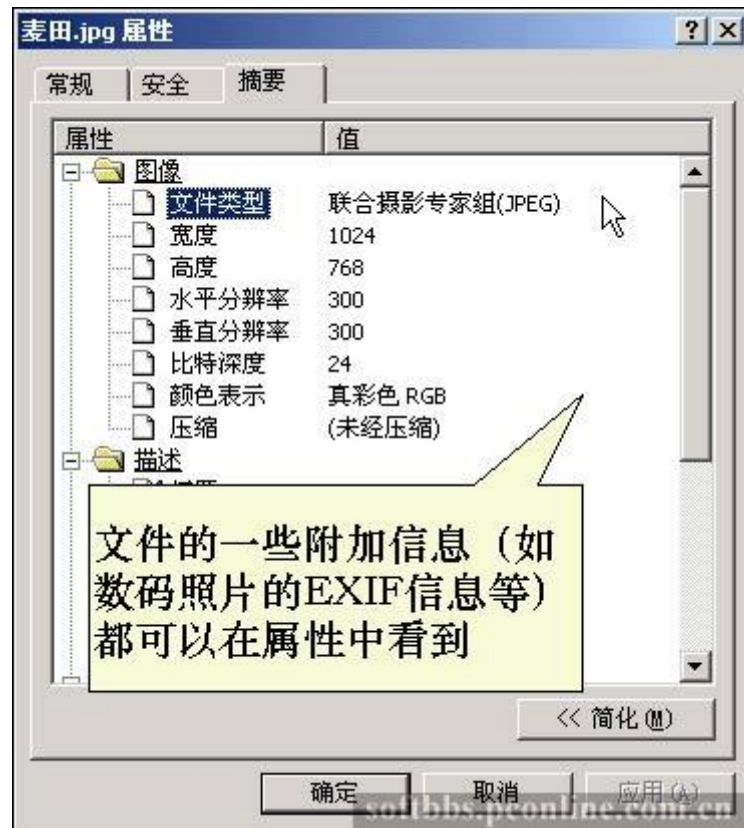 麦田.jpg 属性
常规 安全 摘要
属性 值
图像
文件类型 联合摄影专家组(JPEG)
宽度 1024
高度 768
水平分辨率 300
垂直分辨率 300
比特深度 24
颜色表示 真彩色 RGB
压缩 (未经压缩)
描述
文件的一些附加信息（如
数码照片的EXIF信息等）
都可以在属性中看到
<< 简化(M)
确定 取消 应用(A)
softbbs.pconline.com.cn